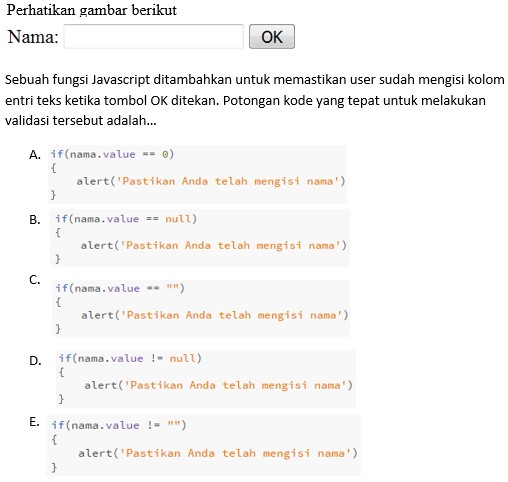 Perhatikan gambar berikut
Nama: OK
Sebuah fungsi Javascript ditambahkan untuk memastikan user sudah mengisi kolom
entri teks ketika tombol OK ditekan. Potongan kode yang tepat untuk melakukan
validasi tersebut adalah...
A. if(nama.value == 0)
{
alert('Pastikan Anda telah mengisi nama')
}
B. if(nama.value == null)
{
alert('Pastikan Anda telah mengisi nama')
}
C. if(nama.value == "")
{
alert('Pastikan Anda telah mengisi nama')
}
D. if(nama.value != null)
{
alert('Pastikan Anda telah mengisi nama')
}
E. if(nama.value != "")
{
alert('Pastikan Anda telah mengisi nama')
}